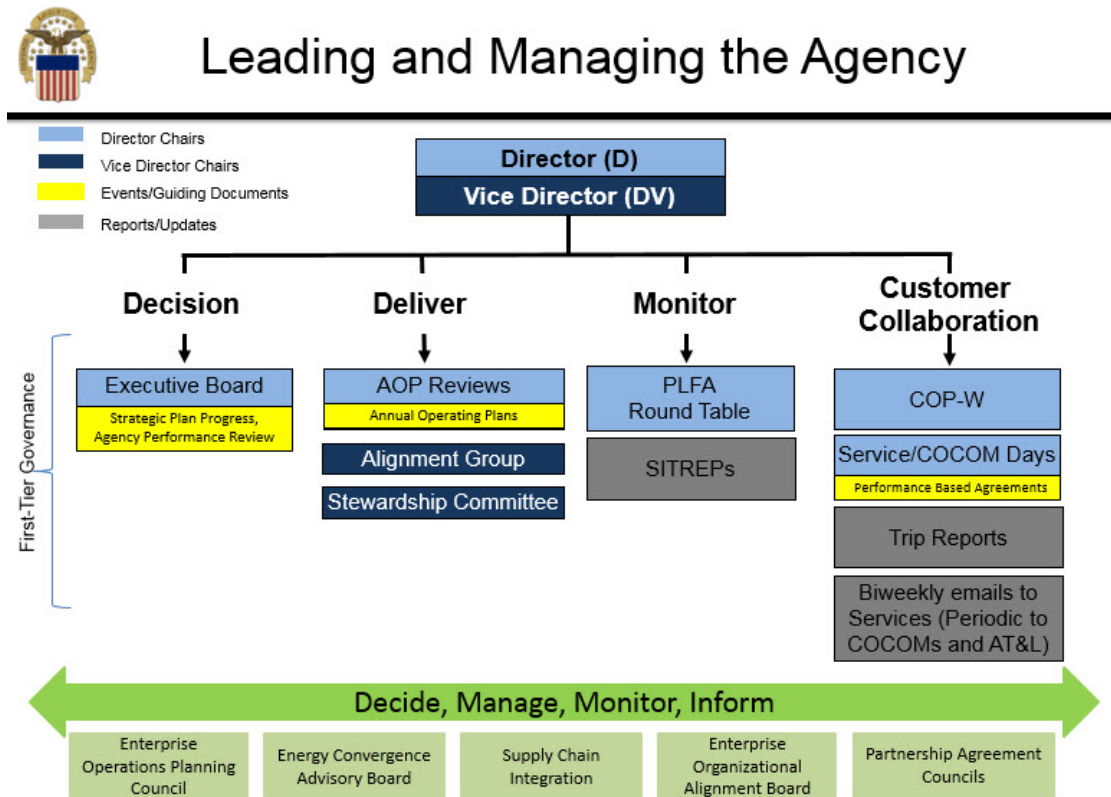 Leading and Managing the Agency
Director Chairs
Vice Director Chairs
Events/Guiding Documents
Reports/Updates
Director (D)
Vice Director (DV)
Decision
Deliver
Monitor
Customer
Collaboration
First-Tier Governance
Executive Board
Strategic Plan Progress,
Agency Performance Review
AOP Reviews
Annual Operating Plans
Alignment Group
Stewardship Committee
PLFA
Round Table
SITREPs
COP-W
Service/COCOM Days
Performance Based Agreements
Trip Reports
Biweekly emails to
Services (Periodic to
COCOMs and AT&L)
Decide, Manage, Monitor, Inform
Enterprise
Operations Planning
Council
Energy Convergence
Advisory Board
Supply Chain
Integration
Enterprise
Organizational
Alignment Board
Partnership Agreement
Councils